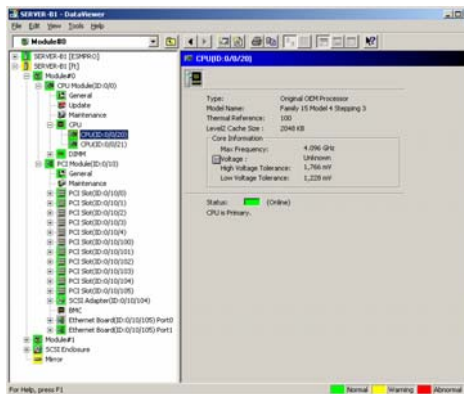 SERVER-B1 - DataViewer
File Edit View Tools Help
Module#0
SERVER-B1 [ESMPRO]
SERVER-B1 [ft]
Module#0
CPU Module(ID:0/0)
General
Update
Maintenance
CPU
CPU(ID:0/0/20)
CPU(ID:0/0/21)
DIMM
PCI Module(ID:0/10)
General
Maintenance
PCI Slot(ID:0/10/0)
PCI Slot(ID:0/10/1)
PCI Slot(ID:0/10/2)
PCI Slot(ID:0/10/3)
PCI Slot(ID:0/10/4)
PCI Slot(ID:0/10/100)
PCI Slot(ID:0/10/101)
PCI Slot(ID:0/10/102)
PCI Slot(ID:0/10/103)
PCI Slot(ID:0/10/104)
PCI Slot(ID:0/10/105)
SCSI Adapter(ID:0/10/104)
BMC
Ethernet Board(ID:0/10/105) Port0
Ethernet Board(ID:0/10/105) Port1
Module#1
SCSI Enclosure
Mirror
CPU(ID:0/0/20)
Type: Original OEM Processor
Model Name: Family 15 Model 4 Stepping 3
Thermal Reference: 100
Level2 Cache Size : 2048 KB
Core Information
Max Frequency: 4.096 GHz
Voltage : Unknown
High Voltage Tolerance: 1,766 mV
Low Voltage Tolerance: 1,228 mV
Status: (Online)
CPU is Primary.
For Help, press F1
Normal Warning Abnormal